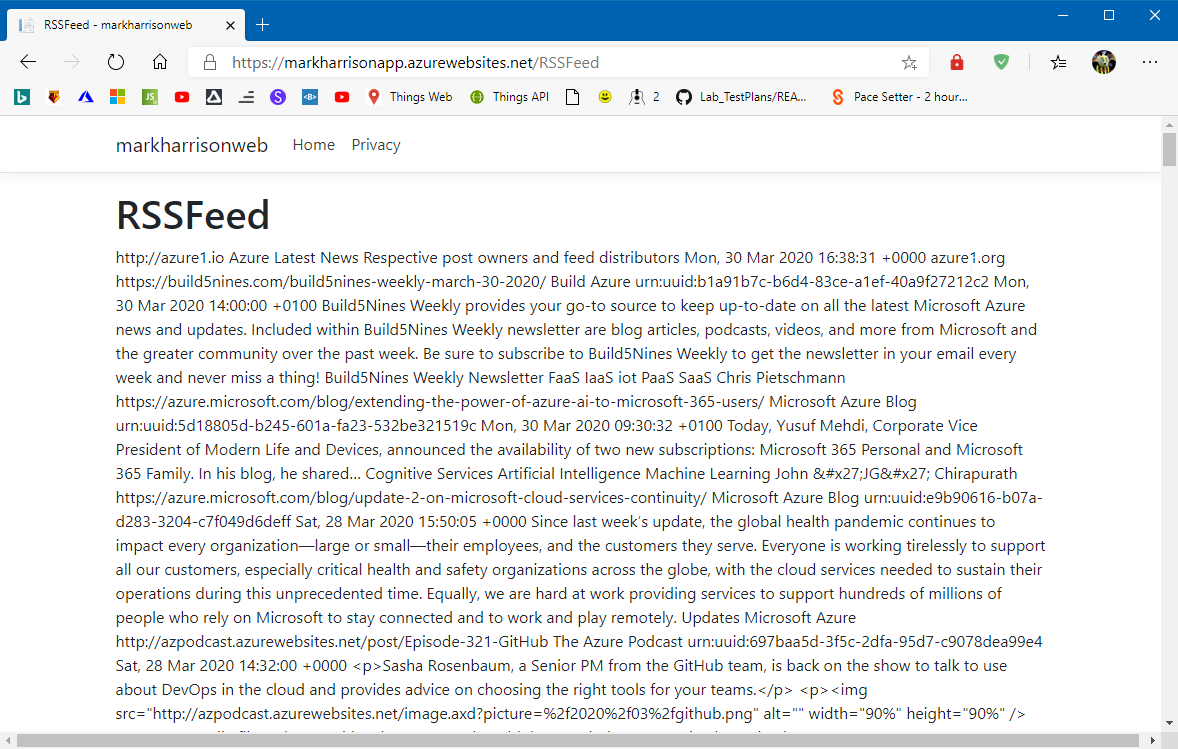 RSSFeed - markharrisonweb
https://markharrisonapp.azurewebsites.net/RSSFeed
Things Web Things API 2 Lab_TestPlans/REA... Pace Setter - 2 hour...
markharrisonweb Home Privacy
RSSFeed
http://azure1.io Azure Latest News Respective post owners and feed distributors Mon, 30 Mar 2020 16:38:31 +0000 azure1.org
https://build5nines.com/build5nines-weekly-march-30-2020/ Build Azure urn:uuid:b1a91b7c-b6d4-83ce-a1ef-40a9f27212c2 Mon,
30 Mar 2020 14:00:00 +0100 Build5Nines Weekly provides your go-to source to keep up-to-date on all the latest Microsoft Azure
news and updates. Included within Build5Nines Weekly newsletter are blog articles, podcasts, videos, and more from Microsoft and
the greater community over the past week. Be sure to subscribe to Build5Nines Weekly to get the newsletter in your email every
week and never miss a thing! Build5Nines Weekly Newsletter FaaS IaaS iot PaaS SaaS Chris Pietschmann
https://azure.microsoft.com/blog/extending-the-power-of-azure-ai-to-microsoft-365-users/ Microsoft Azure Blog
urn:uuid:5d18805d-b245-601a-fa23-532be321519c Mon, 30 Mar 2020 09:30:32 +0100 Today, Yusuf Mehdi, Corporate Vice
President of Modern Life and Devices, announced the availability of two new subscriptions: Microsoft 365 Personal and Microsoft
365 Family. In his blog, he shared... Cognitive Services Artificial Intelligence Machine Learning John &#x27;JG&#x27; Chirapurath
https://azure.microsoft.com/blog/update-2-on-microsoft-cloud-services-continuity/ Microsoft Azure Blog urn:uuid:e9b90616-b07a-
d283-3204-c7f049d6deff Sat, 28 Mar 2020 15:50:05 +0000 Since last week's update, the global health pandemic continues to
impact every organization—large or small—their employees, and the customers they serve. Everyone is working tirelessly to support
all our customers, especially critical health and safety organizations across the globe, with the cloud services needed to sustain their
operations during this unprecedented time. Equally, we are hard at work providing services to support hundreds of millions of
people who rely on Microsoft to stay connected and to work and play remotely. Updates Microsoft Azure
http://azpodcast.azurewebsites.net/post/Episode-321-GitHub The Azure Podcast urn:uuid:697baa5d-3f5c-2dfa-95d7-c9078dea99e4
Sat, 28 Mar 2020 14:32:00 +0000 <p>Sasha Rosenbaum, a Senior PM from the GitHub team, is back on the show to talk to use
about DevOps in the cloud and provides advice on choosing the right tools for your teams.</p> <p><img
src="http://azpodcast.azurewebsites.net/image.axd?picture=%2f2020%2f03%2fgithub.png" alt="" width="90%" height="90%" />